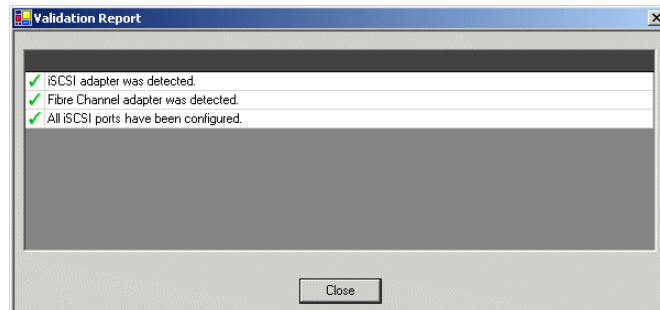 Validation Report
iSCSI adapter was detected.
Fibre Channel adapter was detected.
All iSCSI ports have been configured.
Close